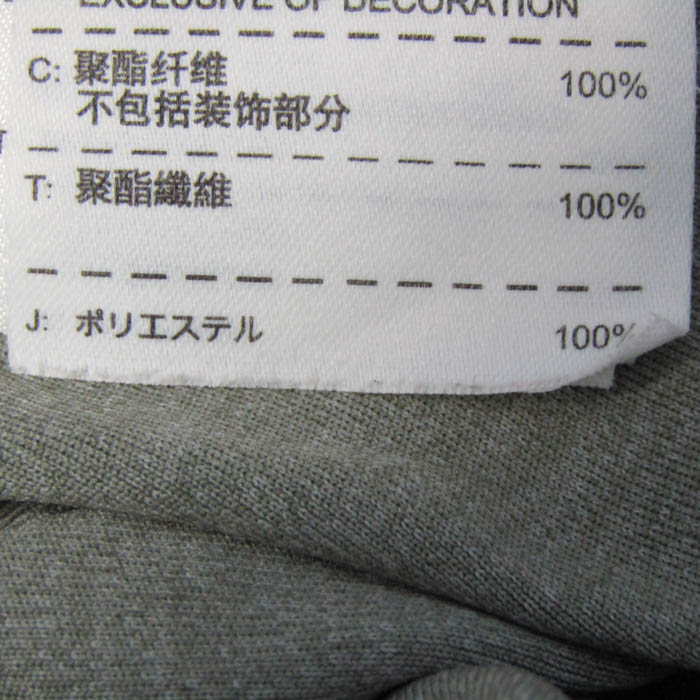 EXCLUSIVE OF DECORATION
C: 聚酯纤维 100%
不包括装饰部分
T: 聚酯纖維 100%
J: ポリエステル 100%